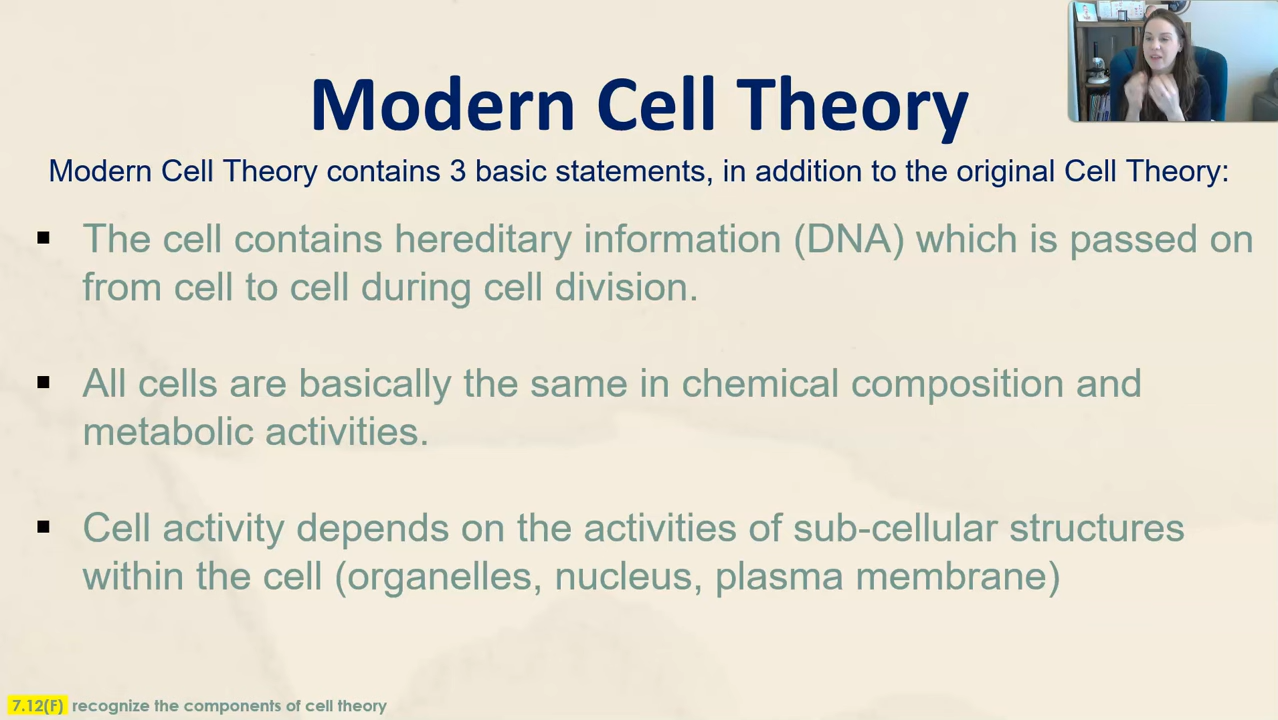 Modern Cell Theory
Modern Cell Theory contains 3 basic statements, in addition to the original Cell Theory:
▪ The cell contains hereditary information (DNA) which is passed on
from cell to cell during cell division.
▪ All cells are basically the same in chemical composition and
metabolic activities.
▪ Cell activity depends on the activities of sub-cellular structures
within the cell (organelles, nucleus, plasma membrane)
7.12(F) recognize the components of cell theory